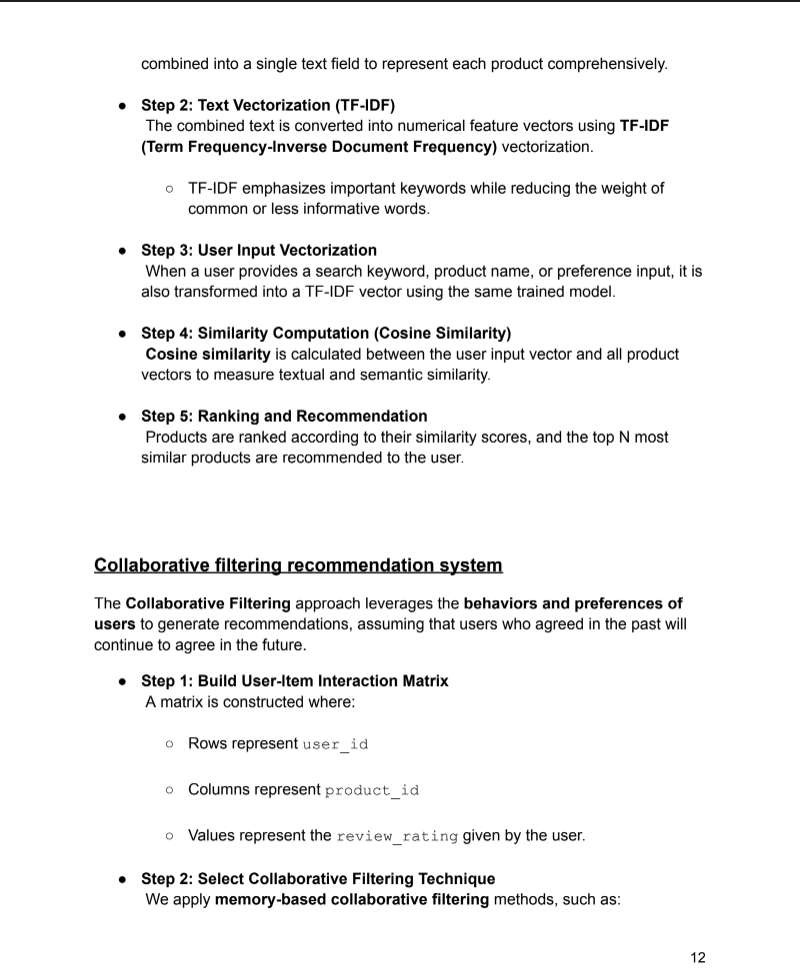 combined into a single text field to represent each product comprehensively.
● Step 2: Text Vectorization (TF-IDF)
The combined text is converted into numerical feature vectors using TF-IDF
(Term Frequency-Inverse Document Frequency) vectorization.
○ TF-IDF emphasizes important keywords while reducing the weight of
common or less informative words.
● Step 3: User Input Vectorization
When a user provides a search keyword, product name, or preference input, it is
also transformed into a TF-IDF vector using the same trained model.
● Step 4: Similarity Computation (Cosine Similarity)
Cosine similarity is calculated between the user input vector and all product
vectors to measure textual and semantic similarity.
● Step 5: Ranking and Recommendation
Products are ranked according to their similarity scores, and the top N most
similar products are recommended to the user.
Collaborative filtering recommendation system
The Collaborative Filtering approach leverages the behaviors and preferences of
users to generate recommendations, assuming that users who agreed in the past will
continue to agree in the future.
● Step 1: Build User-Item Interaction Matrix
A matrix is constructed where:
○ Rows represent user_id
○ Columns represent product_id
○ Values represent the review_rating given by the user.
● Step 2: Select Collaborative Filtering Technique
We apply memory-based collaborative filtering methods, such as:
12